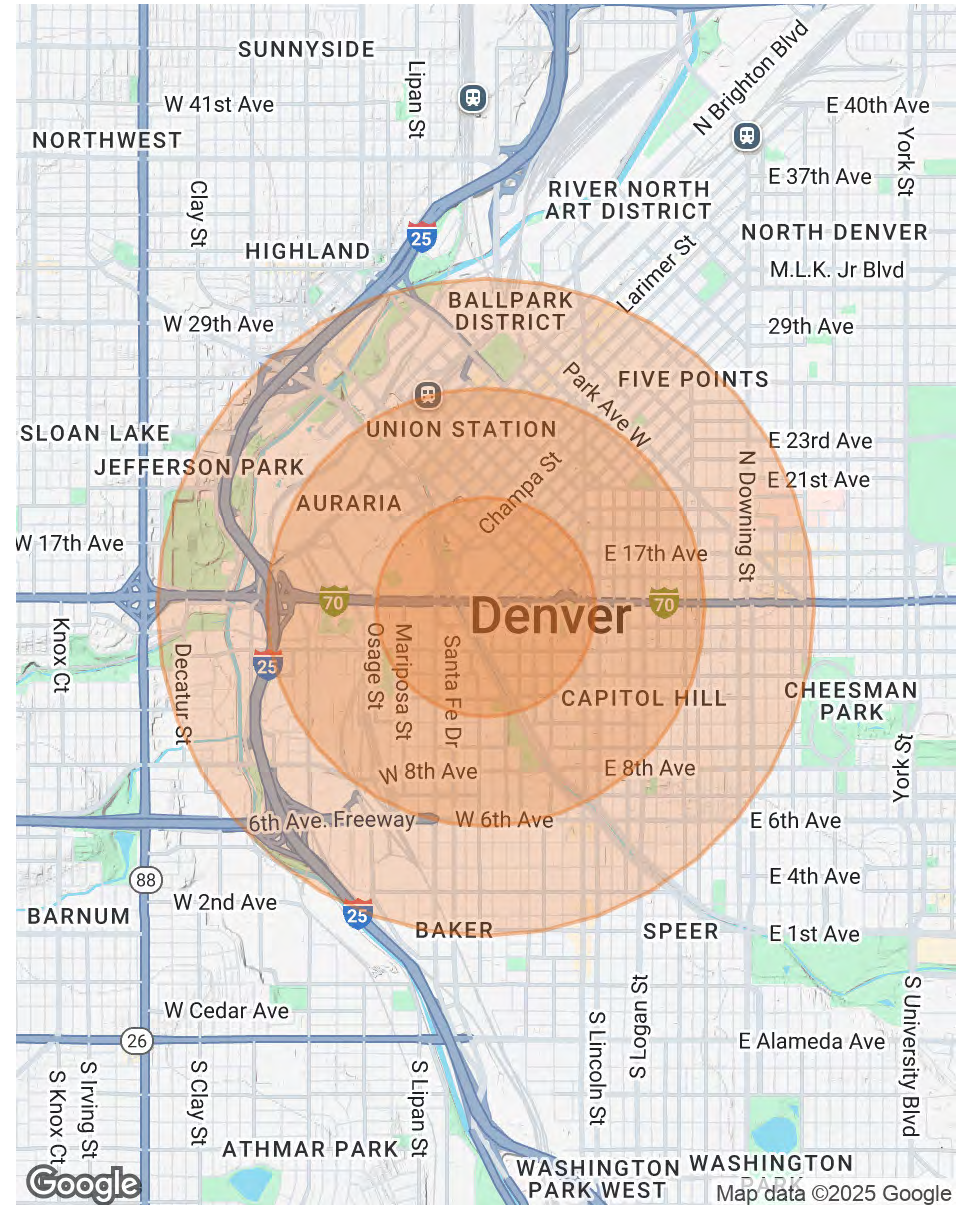 SUNNYSIDE
Lipan St
N Brighton Blvd
W 41st Ave
E 40th Ave
NORTHWEST
York St
E 37th Ave
Clay St
RIVER NORTH
ART DISTRICT
25
HIGHLAND
NORTH DENVER
Larimer St
M.L.K. Jr Blvd
BALLPARK
DISTRICT
W 29th Ave
29th Ave
Park Ave W
FIVE POINTS
SLOAN LAKE
UNION STATION
E 23rd Ave
JEFFERSON PARK
N Downing St
E 21st Ave
AURARIA
Champa St
W 17th Ave
E 17th Ave
70
70
Denver
Knox Ct
Decatur St
25
Osage St
Mariposa St
Santa Fe Dr
CAPITOL HILL
CHEESMAN
PARK
York St
W 8th Ave
E 8th Ave
6th Ave. Freeway
W 6th Ave
E 6th Ave
88
E 4th Ave
W 2nd Ave
25
BARNUM
BAKER
SPEER
E 1st Ave
W Cedar Ave
S Lincoln St
S Logan St
S University Blvd
26
E Alameda Ave
S Knox Ct
S Irving St
S Clay St
S Lipan St
ATHMAR PARK
WASHINGTON
PARK WEST
WASHINGTON
PARK
Google
Map data ©2025 Google